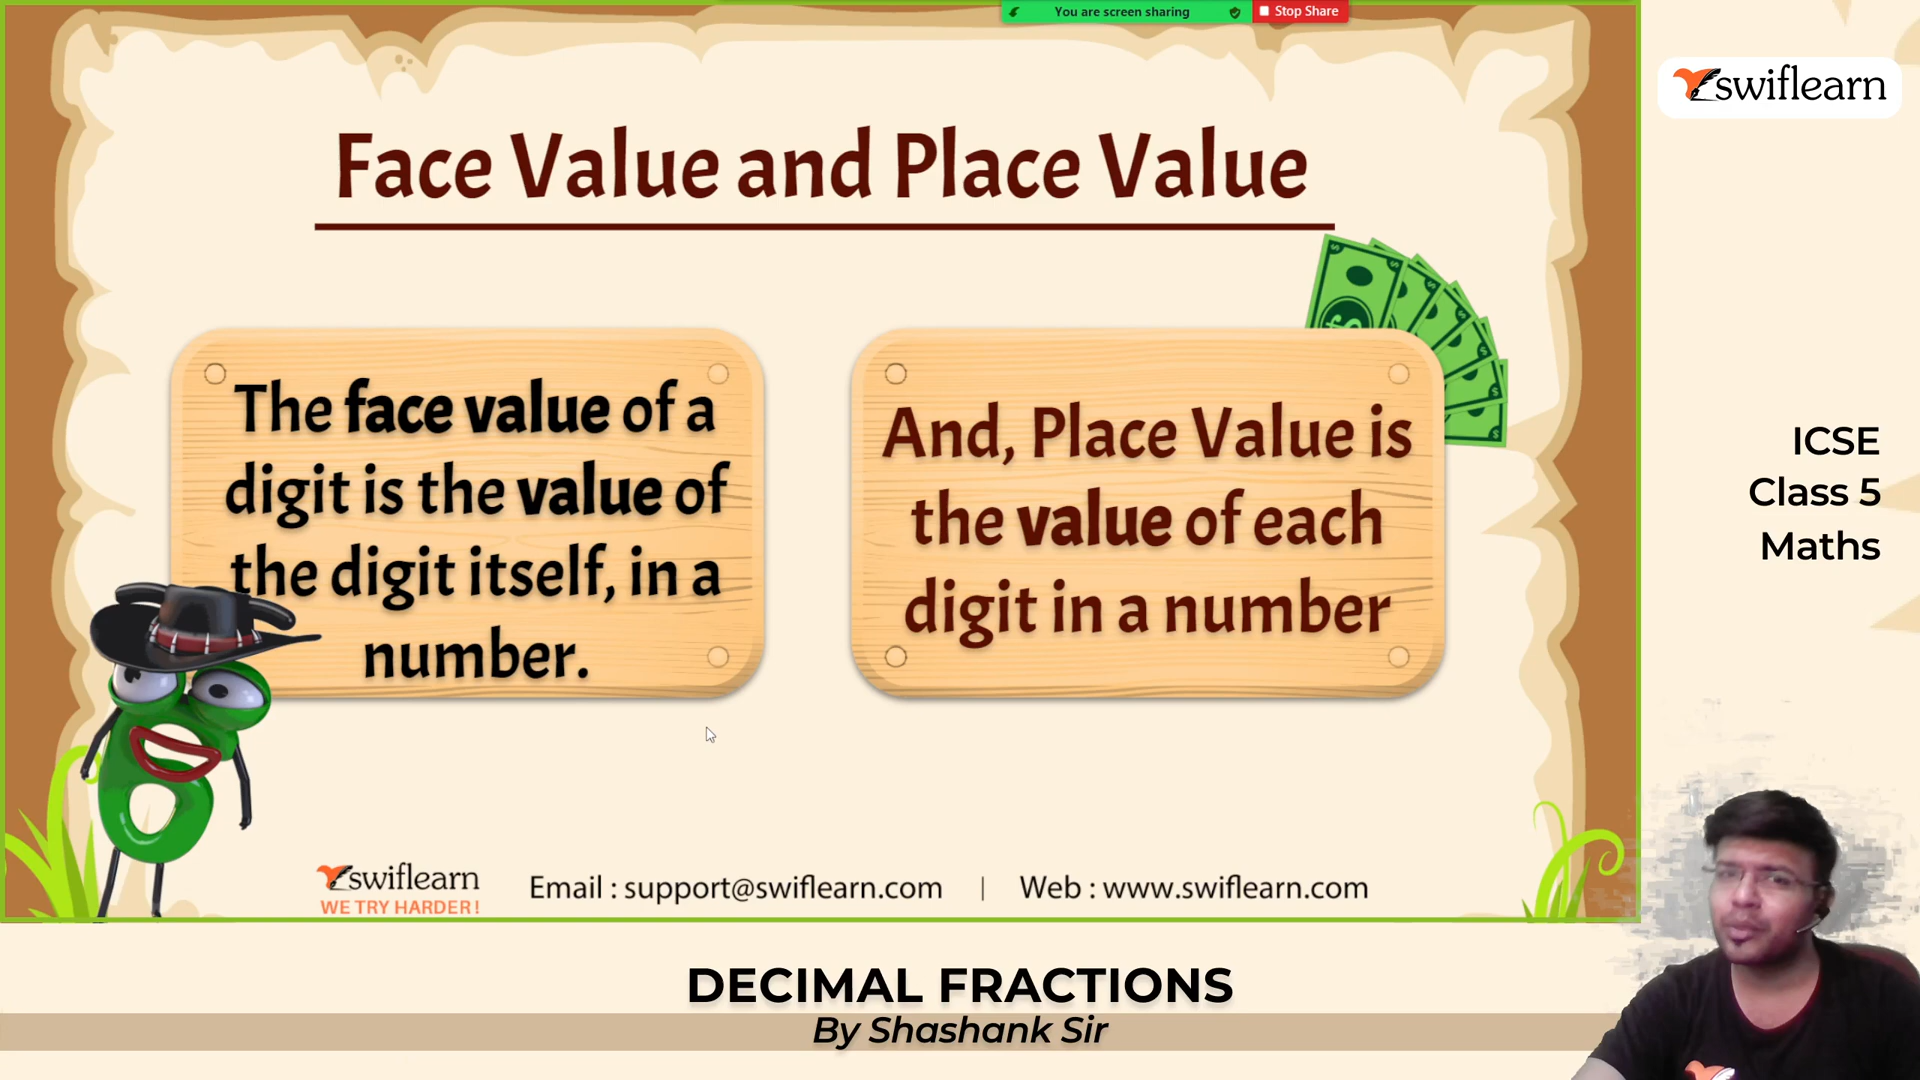 You are screen sharing
Stop Share
swiflearn
Face Value and Place Value
The face value of a
digit is the value of
the digit itself, in a
number.
And, Place Value is
the value of each
digit in a number
ICSE
Class 5
Maths
swiflearn
WE TRY HARDER !
Email : support@swiflearn.com | Web : www.swiflearn.com
DECIMAL FRACTIONS
By Shashank Sir